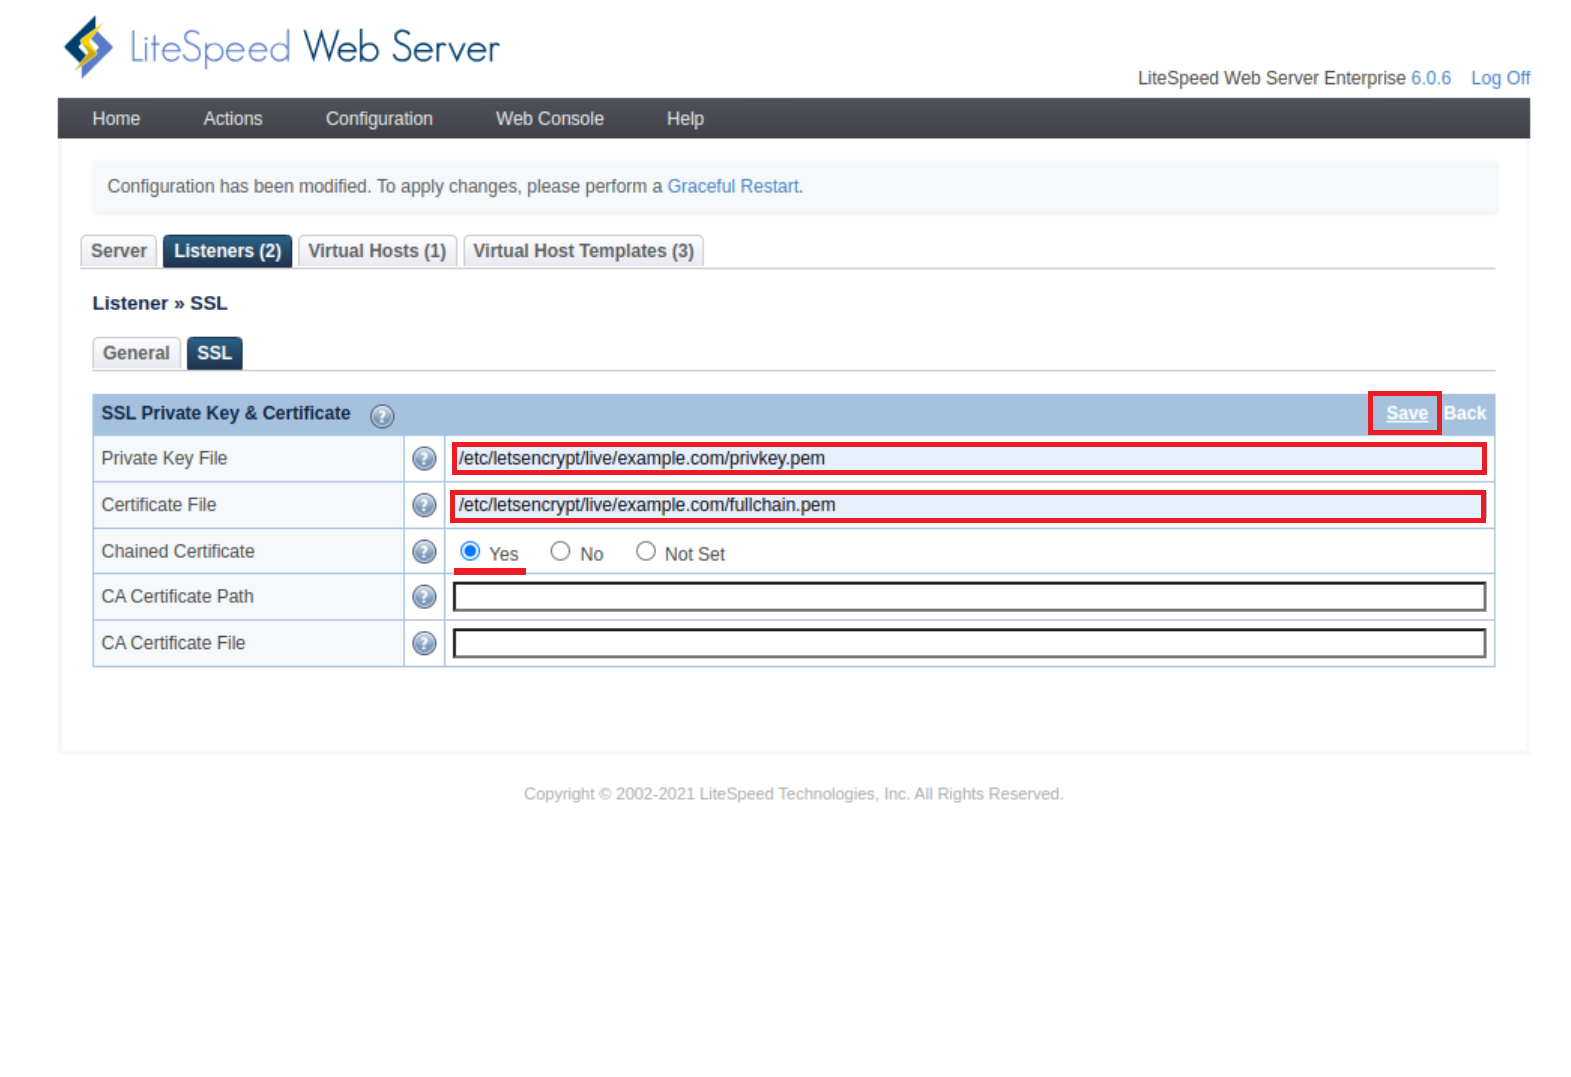 LiteSpeed Web Server
LiteSpeed Web Server Enterprise 6.0.6 Log Off
Home Actions Configuration Web Console Help
Configuration has been modified. To apply changes, please perform a Graceful Restart.
Server Listeners (2) Virtual Hosts (1) Virtual Host Templates (3)
Listener » SSL
General SSL
SSL Private Key & Certificate ? Save Back
Private Key File ? /etc/letsencrypt/live/example.com/privkey.pem
Certificate File ? /etc/letsencrypt/live/example.com/fullchain.pem
Chained Certificate ? Yes No Not Set
CA Certificate Path ?
CA Certificate File ?
Copyright © 2002-2021 LiteSpeed Technologies, Inc. All Rights Reserved.